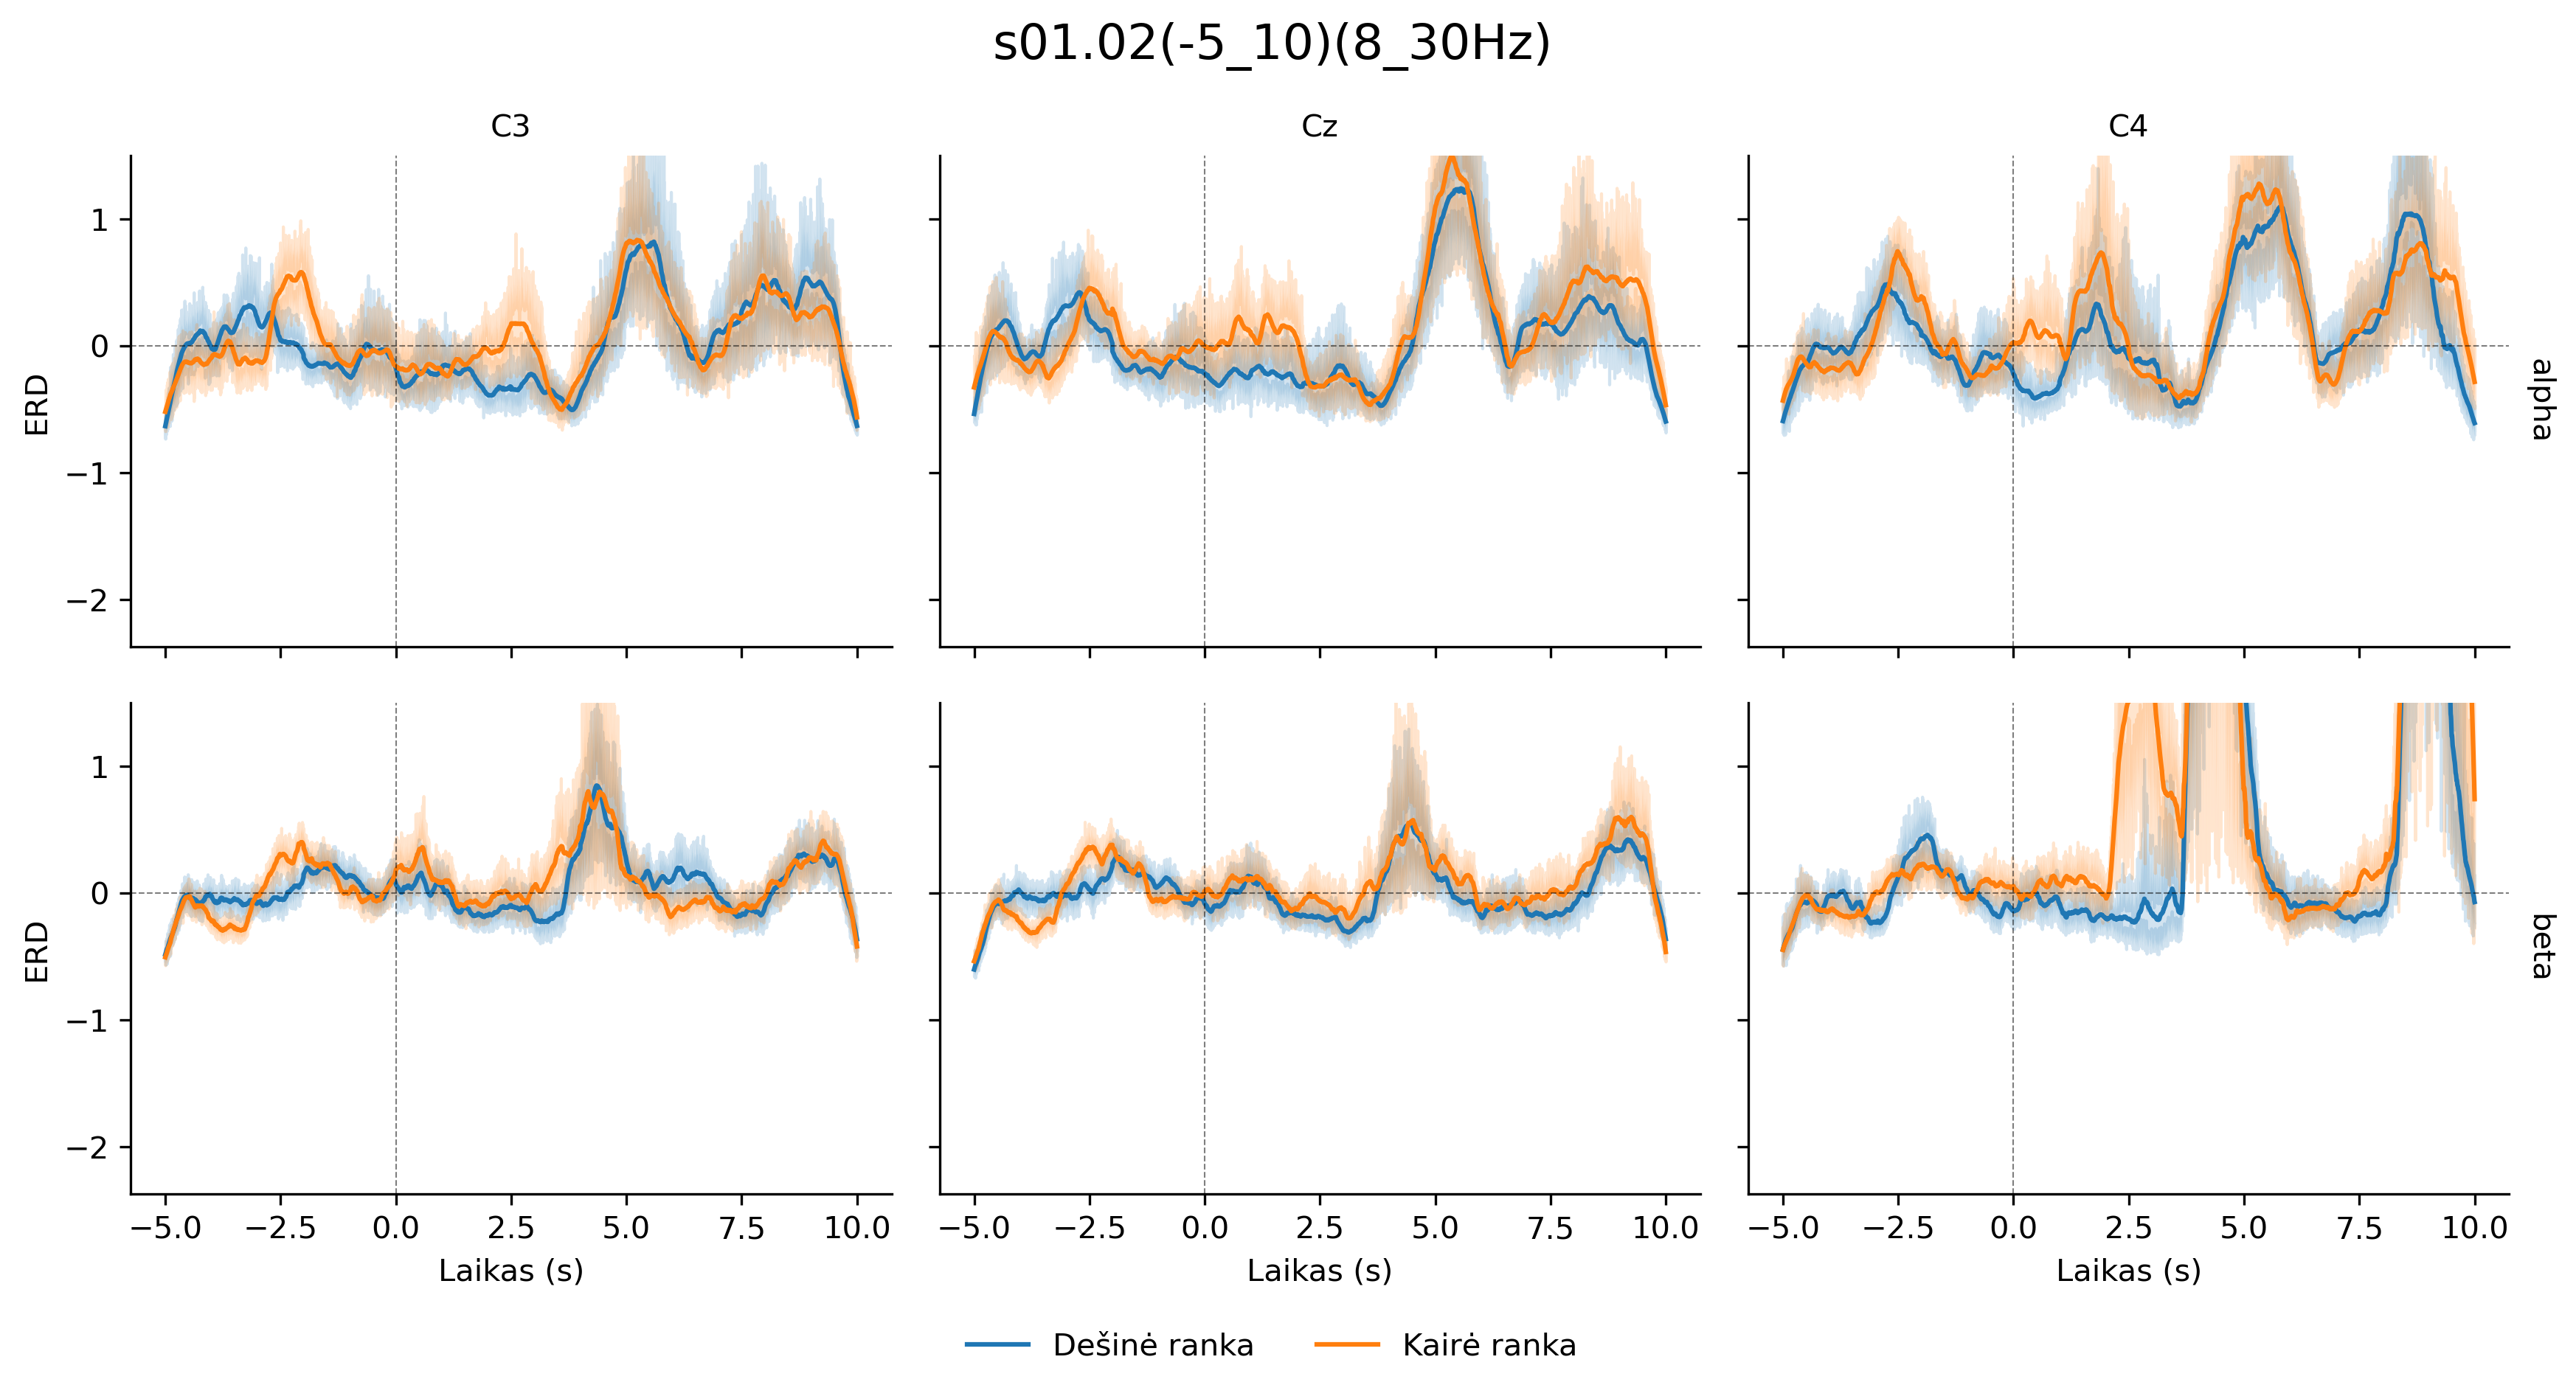 s01.02(-5_10)(8_30Hz)
C3 Cz C4
1
0
−1
−2
ERD
alpha
1
0
−1
−2
ERD
beta
−5.0 −2.5 0.0 2.5 5.0 7.5 10.0 −5.0 −2.5 0.0 2.5 5.0 7.5 10.0 −5.0 −2.5 0.0 2.5 5.0 7.5 10.0
Laikas (s) Laikas (s) Laikas (s)
Dešinė ranka Kairė ranka